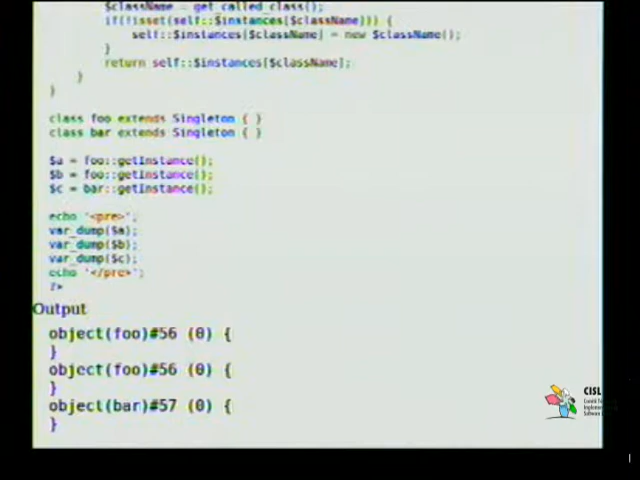 $className = get_called_class();
if(!isset(self::$instances[$className])) {
self::$instances[$className] = new $className();
}
return self::$instances[$className];
}
}
class foo extends Singleton { }
class bar extends Singleton { }
$a = foo::getInstance();
$b = foo::getInstance();
$c = bar::getInstance();
echo '<pre>';
var_dump($a);
var_dump($b);
var_dump($c);
echo '</pre>';
?>
Output
object(foo)#56 (0) {
}
object(foo)#56 (0) {
}
object(bar)#57 (0) {
}
CISL